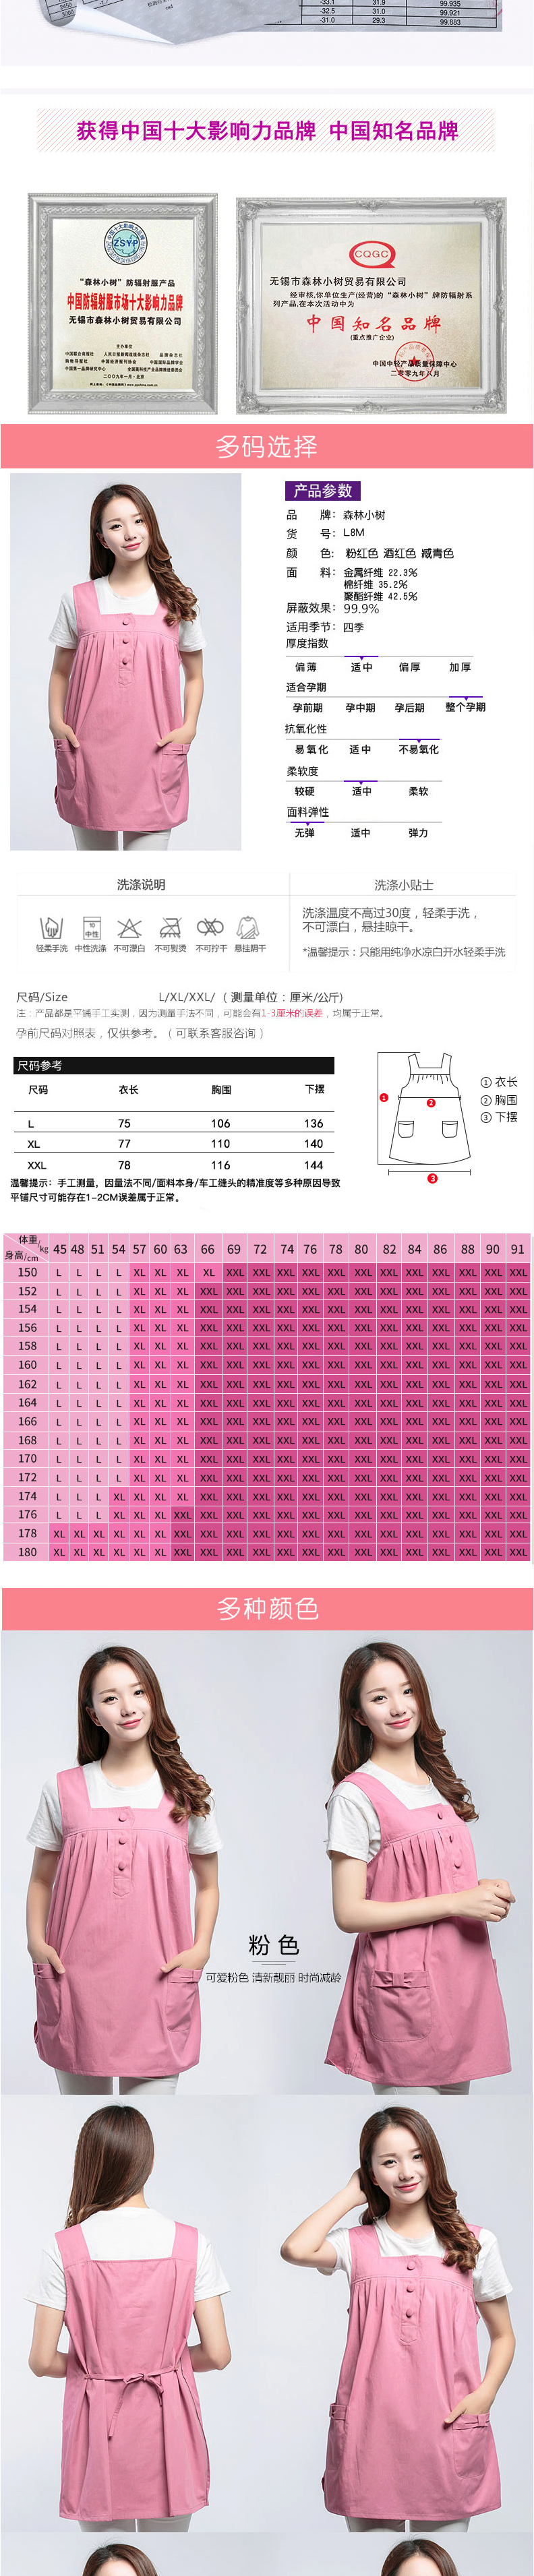 2450
3000
-33.1 31.9 99.935
-32.5 31.0 99.921
-31.0 29.3 99.883
获得中国十大影响力品牌 中国知名品牌
ZSYP
“森林小树”防辐射服产品
中国防辐射服市场十大影响力品牌
无锡市森林小树贸易有限公司
主办单位
二〇〇九年一月·北京
CQGC
无锡市森林小树贸易有限公司
经审核,你单位生产(经营)的“森林小树”牌防辐射系
列产品,在本次活动中为
中国知名品牌
(重点推广企业)
中国中轻产品质量保障中心
二零零九年八月
多码选择
产品参数
品 牌：森林小树
货 号：L8M
颜 色：粉红色 酒红色 臧青色
面 料：金属纤维 22.3%
棉纤维 35.2%
聚酯纤维 42.5%
屏蔽效果：99.9%
适用季节：四季
厚度指数
偏薄 适中 偏厚 加厚
适合孕期
孕前期 孕中期 孕后期 整个孕期
抗氧化性
易氧化 适中 不易氧化
柔软度
较硬 适中 柔软
面料弹性
无弹 适中 弹力
洗涤说明
10
中性
轻柔手洗 中性洗涤 不可漂白 不可熨烫 不可拧干 悬挂阴干
洗涤小贴士
洗涤温度不高过30度，轻柔手洗，
不可漂白，悬挂晾干。
*温馨提示：只能用纯净水凉白开水轻柔手洗
尺码/Size L/XL/XXL/（测量单位：厘米/公斤)
注：产品都是平铺手工实测，因为测量手法不同，可能会有1-3厘米的误差，均属于正常。
孕前尺码对照表，仅供参考。（可联系客服咨询）
尺码参考
尺码 衣长 胸围 下摆
L 75 106 136
XL 77 110 140
XXL 78 116 144
温馨提示：手工测量，因量法不同/面料本身/车工缝头的精准度等多种原因导致
平铺尺寸可能存在1-2CM误差属于正常。
1
2
3
① 衣长
② 胸围
③ 下摆
体重/kg 身高/cm 45 48 51 54 57 60 63 66 69 72 74 76 78 80 82 84 86 88 90 91
150 L L L L XL XL XL XL XXL XXL XXL XXL XXL XXL XXL XXL XXL XXL XXL XXL
152 L L L L XL XL XL XXL XXL XXL XXL XXL XXL XXL XXL XXL XXL XXL XXL XXL
154 L L L L XL XL XL XXL XXL XXL XXL XXL XXL XXL XXL XXL XXL XXL XXL XXL
156 L L L L XL XL XL XXL XXL XXL XXL XXL XXL XXL XXL XXL XXL XXL XXL XXL
158 L L L L XL XL XL XXL XXL XXL XXL XXL XXL XXL XXL XXL XXL XXL XXL XXL
160 L L L L XL XL XL XXL XXL XXL XXL XXL XXL XXL XXL XXL XXL XXL XXL XXL
162 L L L L XL XL XL XXL XXL XXL XXL XXL XXL XXL XXL XXL XXL XXL XXL XXL
164 L L L L XL XL XL XXL XXL XXL XXL XXL XXL XXL XXL XXL XXL XXL XXL XXL
166 L L L L XL XL XL XXL XXL XXL XXL XXL XXL XXL XXL XXL XXL XXL XXL XXL
168 L L L L XL XL XL XXL XXL XXL XXL XXL XXL XXL XXL XXL XXL XXL XXL XXL
170 L L L L XL XL XL XXL XXL XXL XXL XXL XXL XXL XXL XXL XXL XXL XXL XXL
172 L L L L XL XL XL XXL XXL XXL XXL XXL XXL XXL XXL XXL XXL XXL XXL XXL
174 L L L XL XL XL XL XXL XXL XXL XXL XXL XXL XXL XXL XXL XXL XXL XXL XXL
176 L L L XL XL XL XXL XXL XXL XXL XXL XXL XXL XXL XXL XXL XXL XXL XXL XXL
178 XL XL XL XL XL XL XXL XXL XXL XXL XXL XXL XXL XXL XXL XXL XXL XXL XXL XXL
180 XL XL XL XL XL XL XXL XXL XXL XXL XXL XXL XXL XXL XXL XXL XXL XXL XXL XXL
多种颜色
粉色
可爱粉色 清新靓丽 时尚减龄